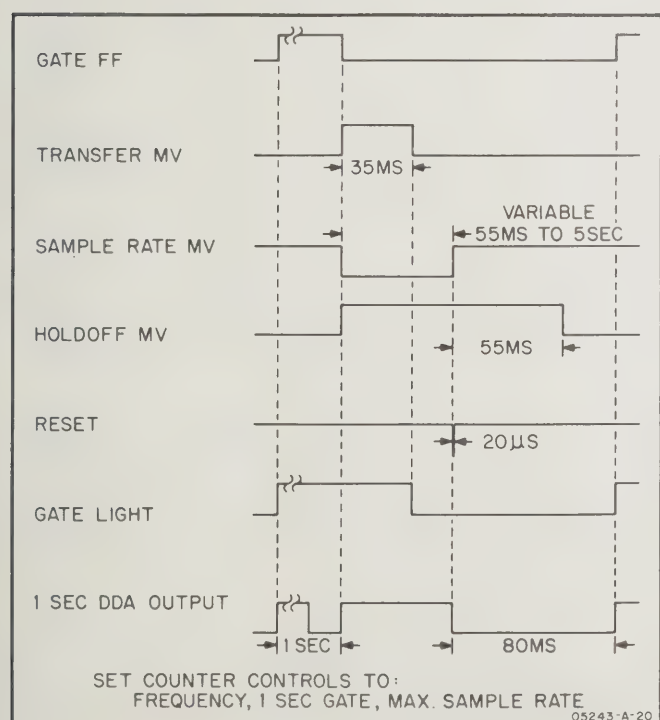 GATE FF
TRANSFER MV
35MS
VARIABLE
SAMPLE RATE MV
55MS TO 5SEC
HOLDOFF MV
55MS
RESET
20μS
GATE LIGHT
1 SEC DDA OUTPUT
1 SEC
80MS
SET COUNTER CONTROLS TO:
FREQUENCY, 1 SEC GATE, MAX. SAMPLE RATE
05243-A-20